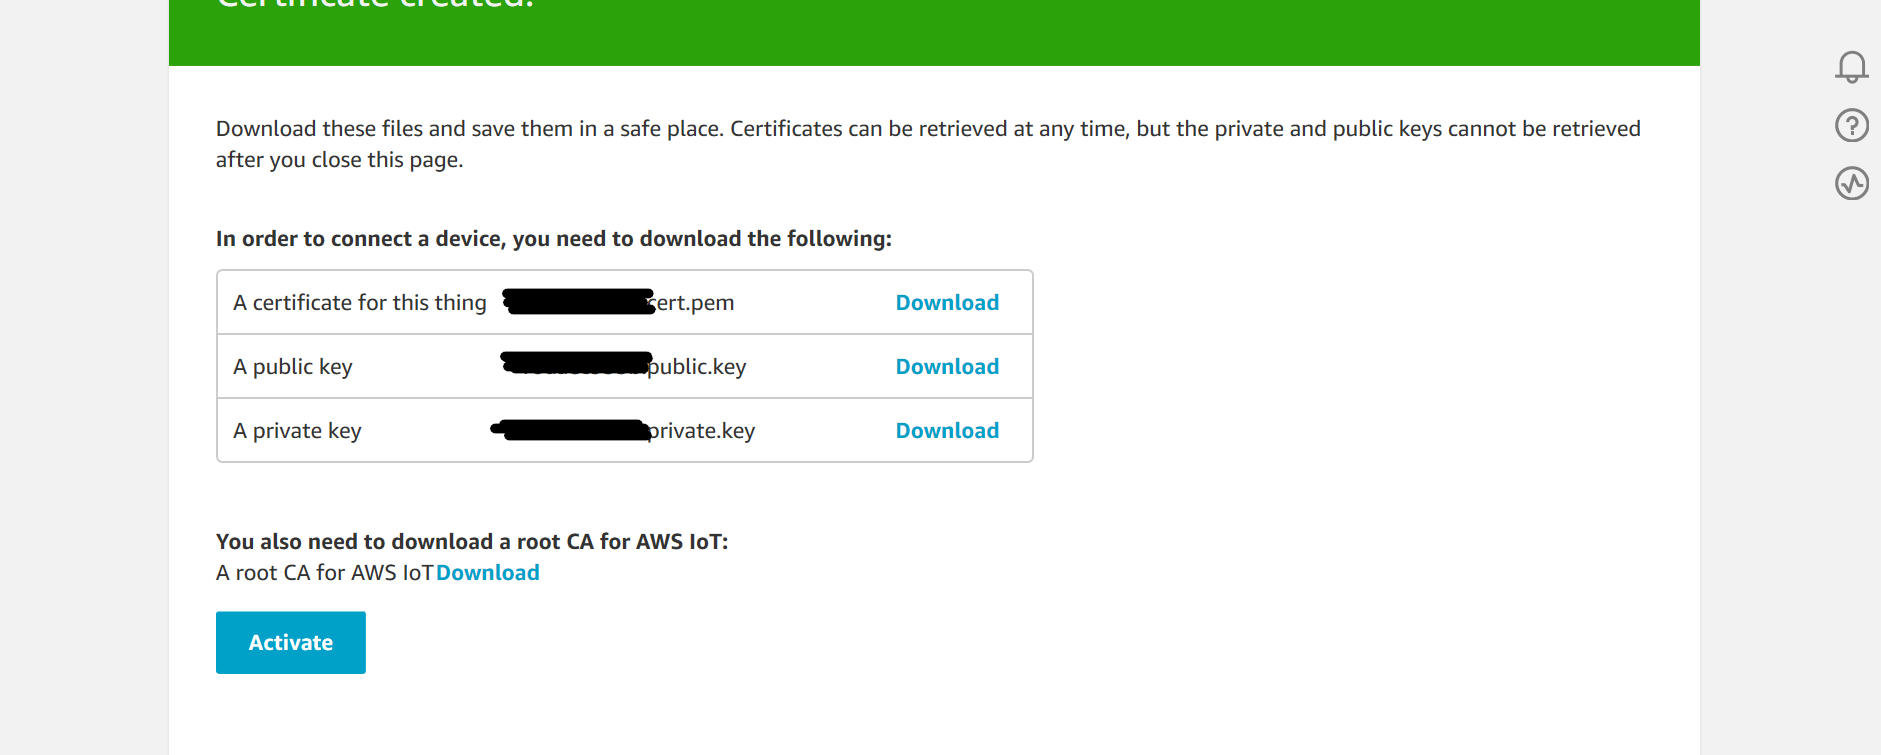 Certificate created!
Download these files and save them in a safe place. Certificates can be retrieved at any time, but the private and public keys cannot be retrieved
after you close this page.
In order to connect a device, you need to download the following:
A certificate for this thing cert.pem Download
A public key public.key Download
A private key private.key Download
You also need to download a root CA for AWS IoT:
A root CA for AWS IoT Download
Activate